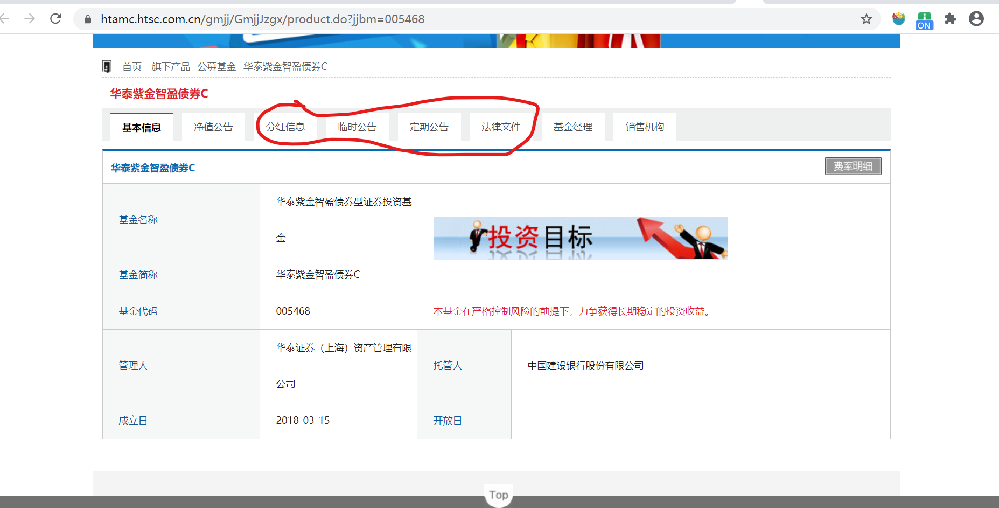 htamc.htsc.com.cn/gmjj/GmjjJzgx/product.do?jjbm=005468
ON
首页 - 旗下产品- 公募基金- 华泰紫金智盈债券C
华泰紫金智盈债券C
基本信息 净值公告 分红信息 临时公告 定期公告 法律文件 基金经理 销售机构
华泰紫金智盈债券C 费率明细
基金名称
华泰紫金智盈债券型证券投资基
金
投资目标
基金简称 华泰紫金智盈债券C
基金代码 005468 本基金在严格控制风险的前提下，力争获得长期稳定的投资收益。
管理人
华泰证券（上海）资产管理有限
公司
托管人 中国建设银行股份有限公司
成立日 2018-03-15 开放日
Top